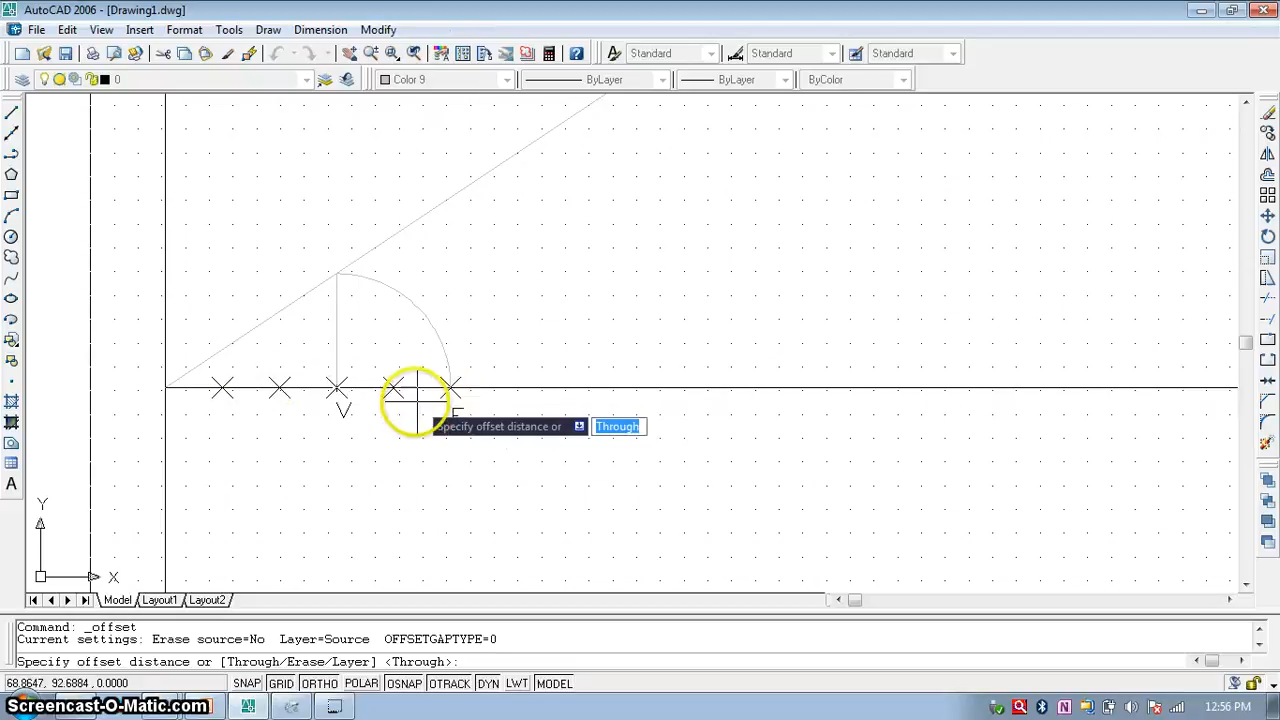 AutoCAD 2006 - [Drawing1.dwg]
File Edit View Insert Format Tools Draw Dimension Modify
Standard Standard Standard
0 Color 9 ByLayer ByLayer ByColor
V F
Specify offset distance or Through
Y
X
Model Layout1 Layout2
Command: _offset
Current settings: Erase source=No Layer=Source OFFSETGAPTYPE=0
Specify offset distance or [Through/Erase/Layer] <Through>:
68.8647, 92.6884, 0.0000 SNAP GRID ORTHO POLAR OSNAP OTRACK DYN LWT MODEL
Screencast-O-Matic.com 12:56 PM